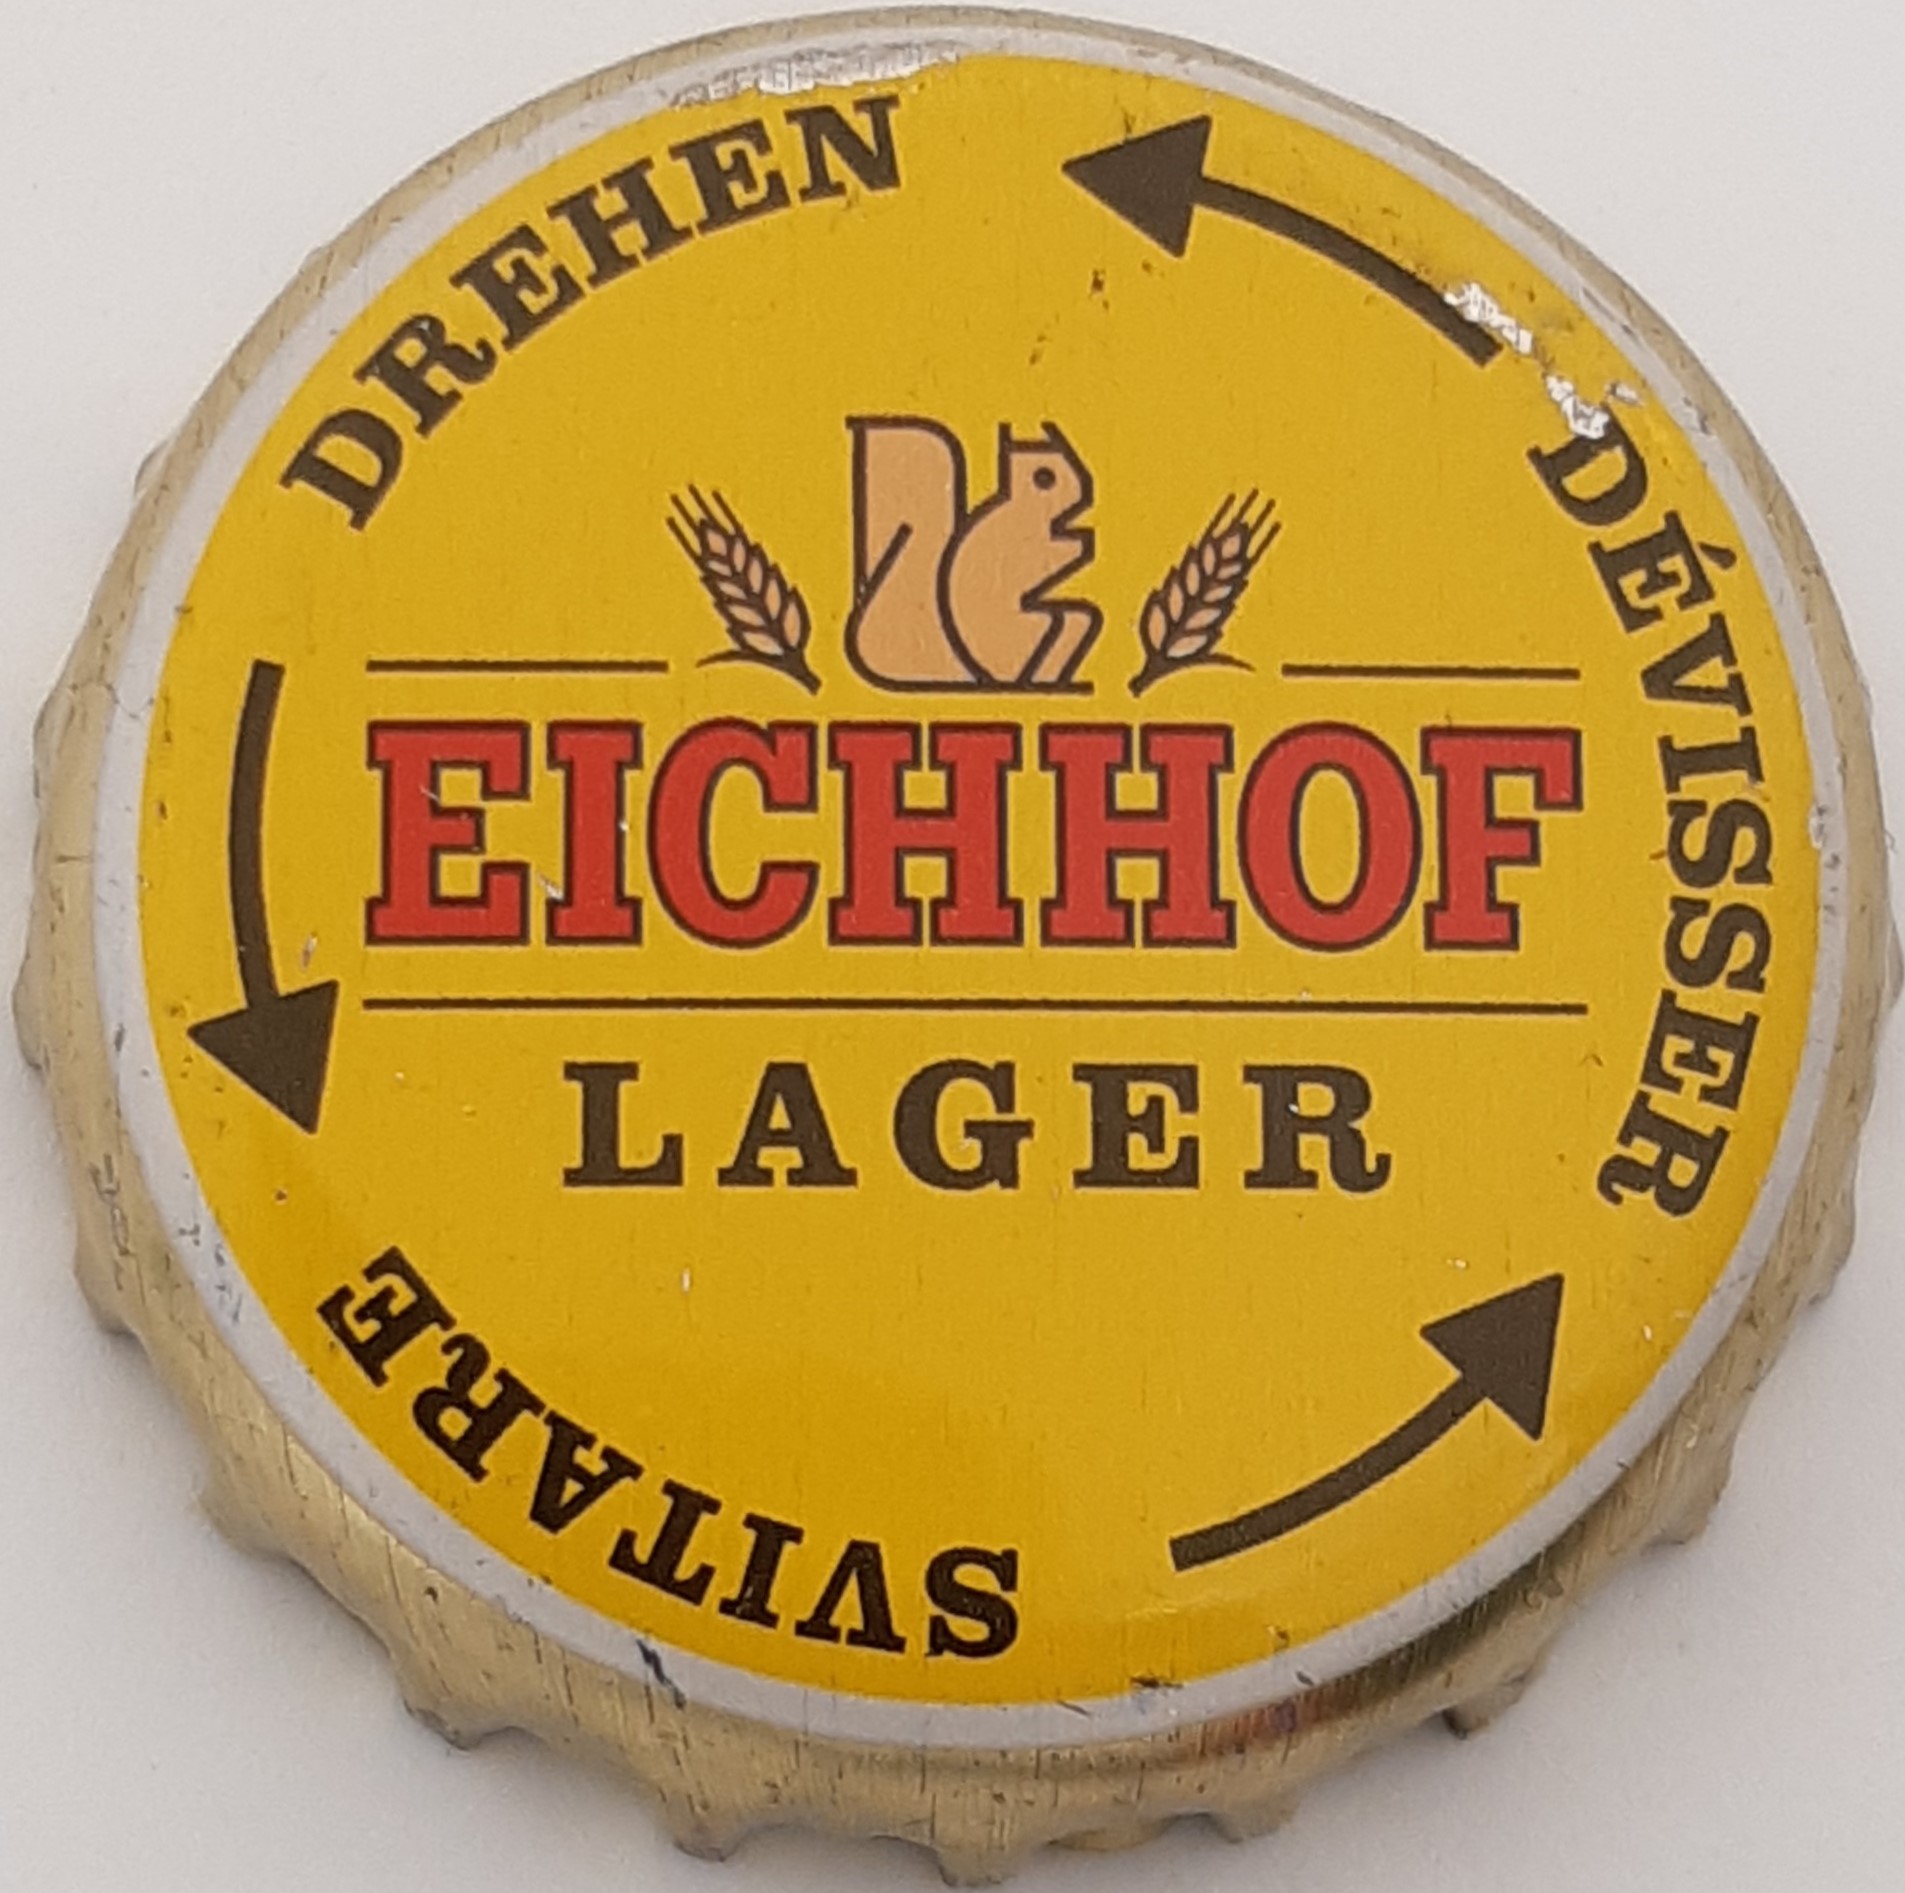 DREHEN
DÉVISSER
EICHHOF
LAGER
SVITARE